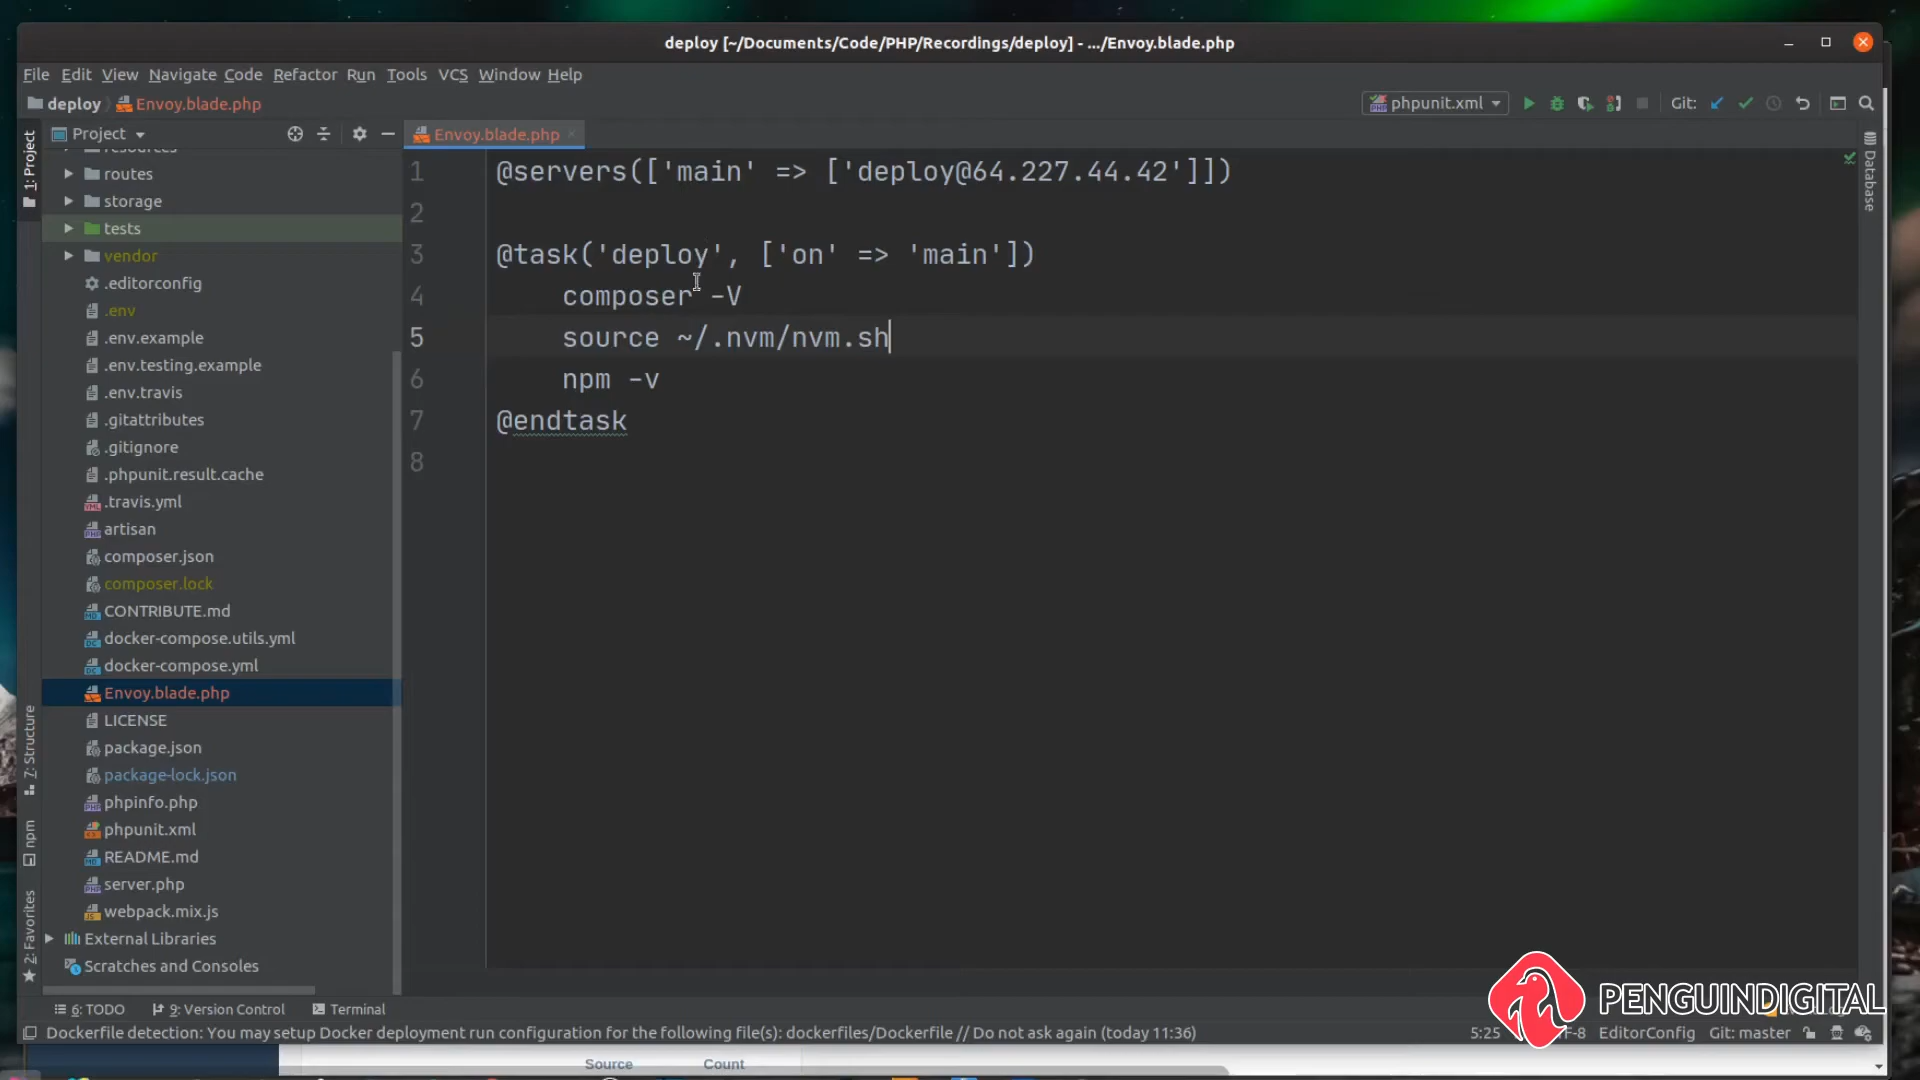 deploy [~/Documents/Code/PHP/Recordings/deploy] - .../Envoy.blade.php
File Edit View Navigate Code Refactor Run Tools VCS Window Help
deploy Envoy.blade.php
phpunit.xml
Git:
Project
Envoy.blade.php
1: Project
7: Structure
npm
2: Favorites
resources
routes
storage
tests
vendor
.editorconfig
.env
.env.example
.env.testing.example
.env.travis
.gitattributes
.gitignore
.phpunit.result.cache
.travis.yml
artisan
composer.json
composer.lock
CONTRIBUTE.md
docker-compose.utils.yml
docker-compose.yml
Envoy.blade.php
LICENSE
package.json
package-lock.json
phpinfo.php
phpunit.xml
README.md
server.php
webpack.mix.js
External Libraries
Scratches and Consoles
1 @servers(['main' => ['deploy@64.227.44.42']])
2
3 @task('deploy', ['on' => 'main'])
4 composer -V
5 source ~/.nvm/nvm.sh
6 npm -v
7 @endtask
8
Database
PENGUINDIGITAL
6: TODO 9: Version Control Terminal
Dockerfile detection: You may setup Docker deployment run configuration for the following file(s): dockerfiles/Dockerfile // Do not ask again (today 11:36)
5:25 F-8 EditorConfig Git: master
Source Count